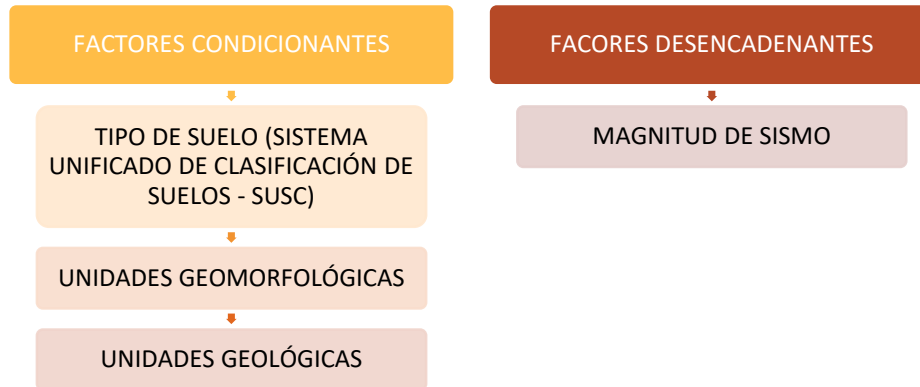 FACTORES CONDICIONANTES
TIPO DE SUELO (SISTEMA
UNIFICADO DE CLASIFICACIÓN DE
SUELOS - SUSC)
UNIDADES GEOMORFOLÓGICAS
UNIDADES GEOLÓGICAS
FACORES DESENCADENANTES
MAGNITUD DE SISMO